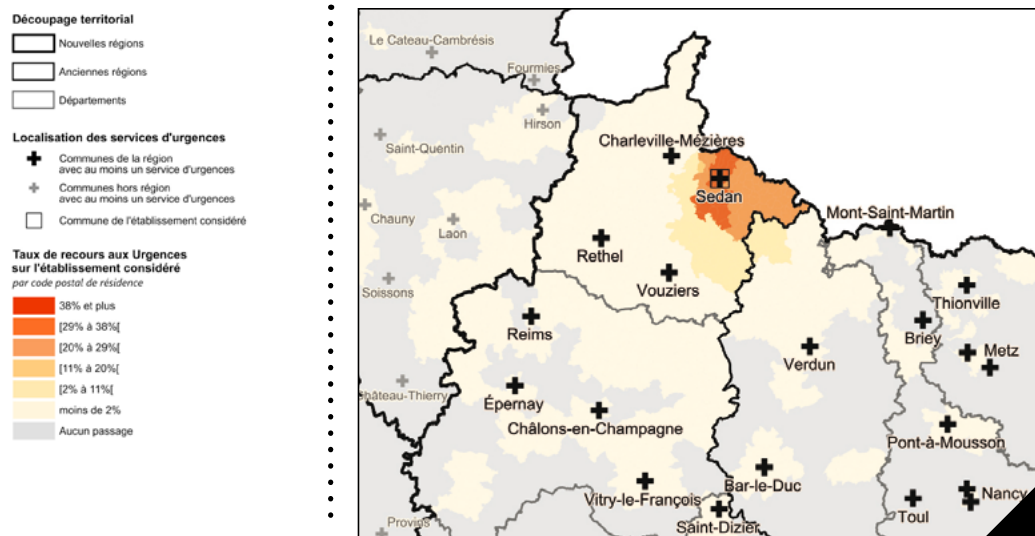 Découpage territorial
Nouvelles régions
Anciennes régions
Départements
Localisation des services d'urgences
Communes de la région
avec au moins un service d'urgences
Communes hors région
avec au moins un service d'urgences
Commune de l'établissement considéré
Taux de recours aux Urgences
sur l'établissement considéré
par code postal de résidence
38% et plus
[29% à 38%[
[20% à 29%[
[11% à 20%[
[2% à 11%[
moins de 2%
Aucun passage
Le Cateau-Cambrésis
Fourmies
Hirson
Saint-Quentin
Charleville-Mézières
Sedan
Chauny
Laon
Mont-Saint-Martin
Rethel
Vouziers
Soissons
Thionville
Reims
Briey
Verdun
Metz
Château-Thierry
Épernay
Châlons-en-Champagne
Pont-à-Mousson
Vitry-le-François
Bar-le-Duc
Nancy
Toul
Saint-Dizier
Provins